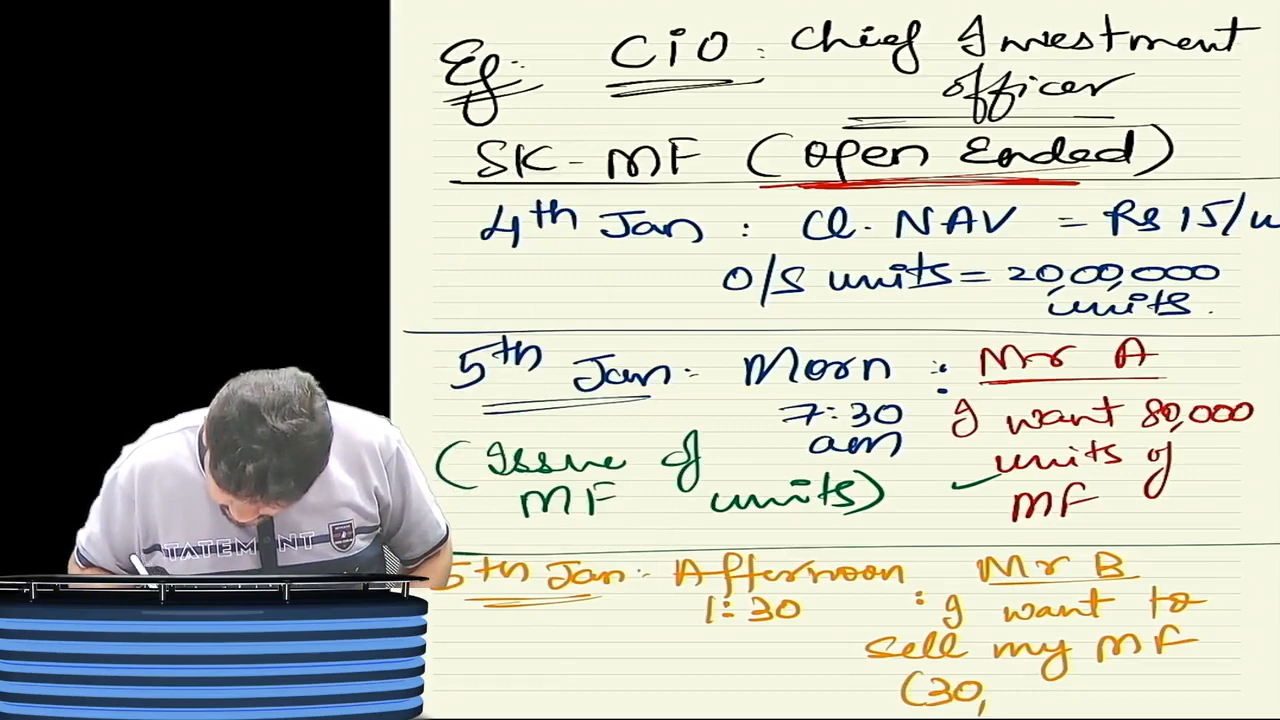 Eg:- CiO : Chief Investment
officer
SK-MF (open Ended)
4th Jan : Cl. NAV = Rs 15/u
O/S units = 20,00,000
units.
5th Jan: Morn : Mr A
7:30 I want 80,000
am
(Issue of units of
MF units) MF
5th Jan: Afternoon Mr B
1:30 : I want to
sell my MF
(30,
TATEMENT